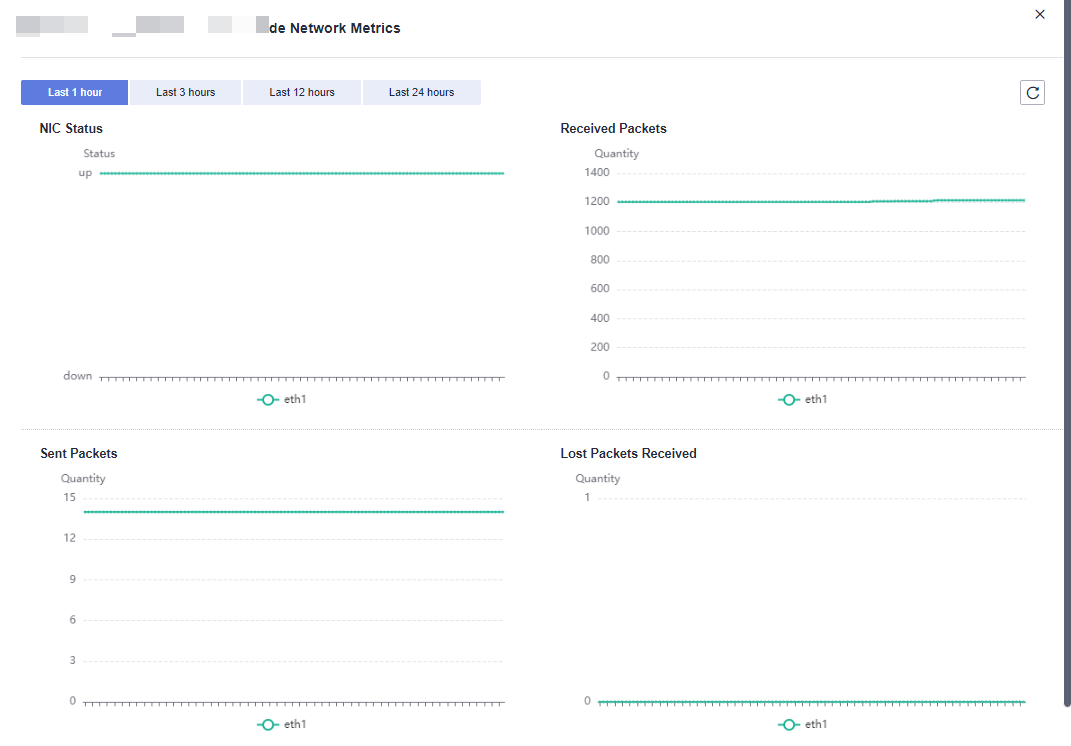 de Network Metrics
Last 1 hour
Last 3 hours
Last 12 hours
Last 24 hours
NIC Status
Status
up
down
eth1
Received Packets
Quantity
1400
1200
1000
800
600
400
200
0
eth1
Sent Packets
Quantity
15
12
9
6
3
0
eth1
Lost Packets Received
Quantity
1
0
eth1